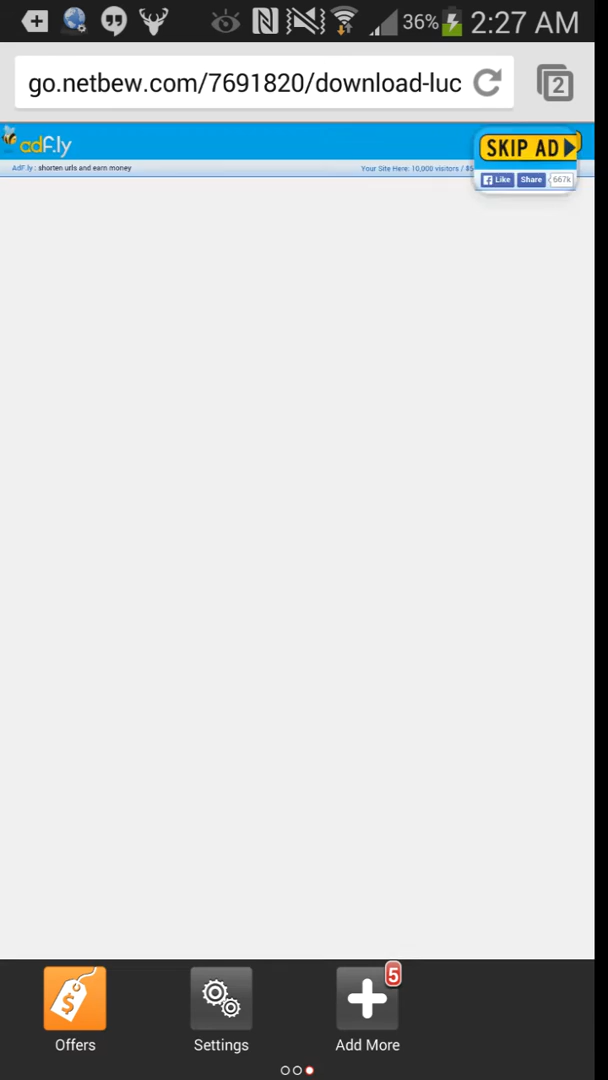 36% 2:27 AM
go.netbew.com/7691820/download-luc 2
adf.ly
SKIP AD
AdF.ly : shorten urls and earn money Your Site Here: 10,000 visitors / $5
Like Share 667k
5
Offers Settings Add More